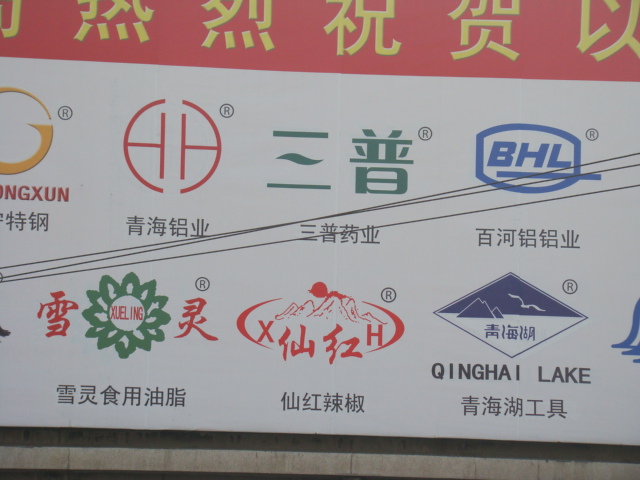 热烈祝贺以
® ® ® ®
ONGXUN 三普 BHL
特钢 青海铝业 三普药业 百河铝铝业
® ® ®
雪 XUELING 灵 X 仙红 H 青海湖
QINGHAI LAKE
雪灵食用油脂 仙红辣椒 青海湖工具